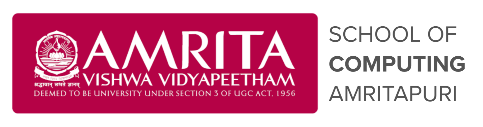 AMRITA
VISHWA VIDYAPEETHAM
DEEMED TO BE UNIVERSITY UNDER SECTION 3 OF UGC ACT, 1956
SCHOOL OF
COMPUTING
AMRITAPURI